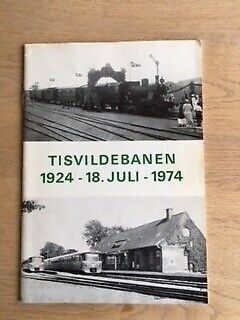 TISVILDEBANEN
1924 - 18. JULI - 1974